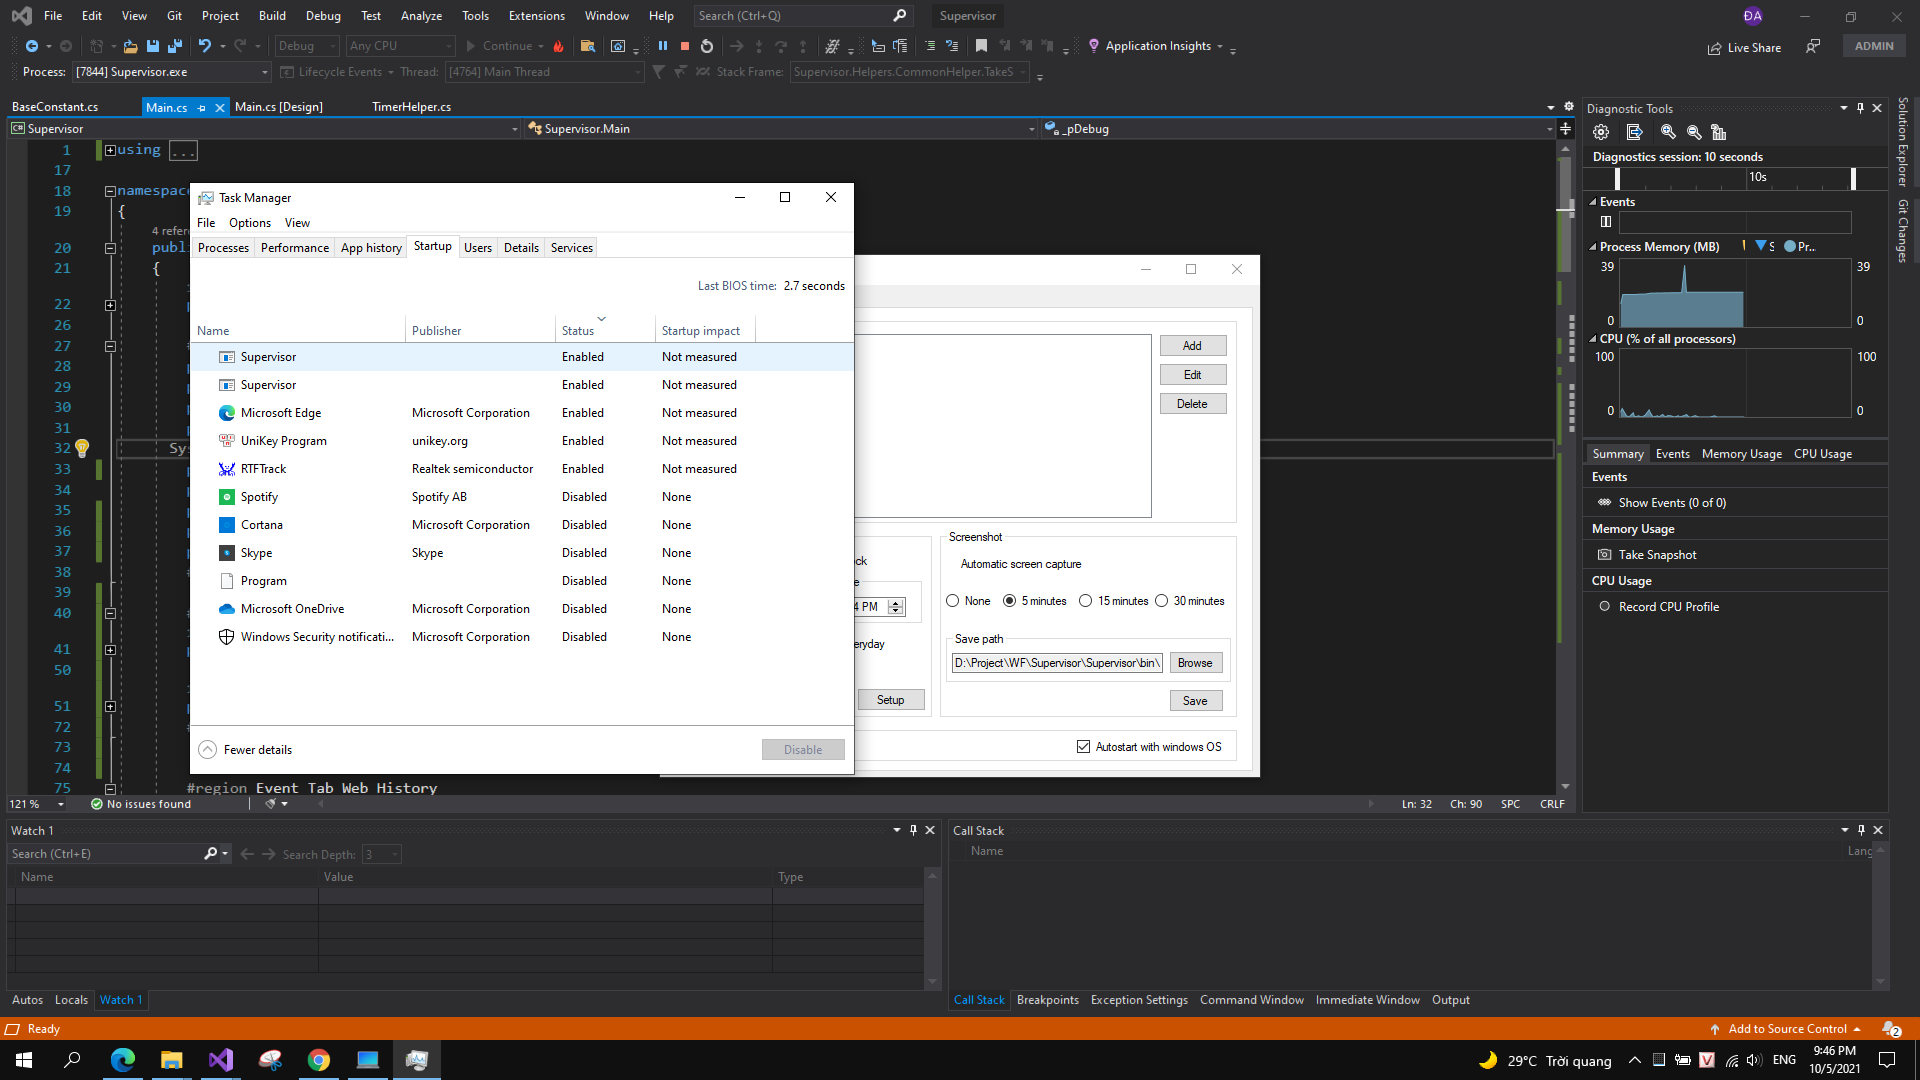 File Edit View Git Project Build Debug Test Analyze Tools Extensions Window Help Search (Ctrl+Q) Supervisor ĐA
Debug Any CPU Continue Application Insights Live Share ADMIN
Process: [7844] Supervisor.exe Lifecycle Events Thread: [4764] Main Thread Stack Frame: Supervisor.Helpers.CommonHelper.TakeS
BaseConstant.cs Main.cs Main.cs [Design] TimerHelper.cs
Supervisor Supervisor.Main _pDebug
1 using ...
17
18 namespace
19 {
4 refere
20 publi
21 {
22
26
27 #
28
29
30
31
32 Sys
33
34
35
36
37
38 #
39
40 #
41
50
51
72 #
73
74
75 #region Event Tab Web History
Task Manager
File Options View
Processes Performance App history Startup Users Details Services
Last BIOS time: 2.7 seconds
Name Publisher Status Startup impact
Supervisor Enabled Not measured
Supervisor Enabled Not measured
Microsoft Edge Microsoft Corporation Enabled Not measured
UniKey Program unikey.org Enabled Not measured
RTFTrack Realtek semiconductor Enabled Not measured
Spotify Spotify AB Disabled None
Cortana Microsoft Corporation Disabled None
Skype Skype Disabled None
Program Disabled None
Microsoft OneDrive Microsoft Corporation Disabled None
Windows Security notificati... Microsoft Corporation Disabled None
Fewer details Disable
Add
Edit
Delete
ck
e
4 PM
eryday
Setup
Screenshot
Automatic screen capture
None 5 minutes 15 minutes 30 minutes
Save path
D:\Project\WF\Supervisor\Supervisor\bin\ Browse
Save
Autostart with windows OS
121 % No issues found Ln: 32 Ch: 90 SPC CRLF
Diagnostic Tools
Diagnostics session: 10 seconds
10s
Events
Process Memory (MB) S Pr...
39 39
0 0
CPU (% of all processors)
100 100
0 0
Summary Events Memory Usage CPU Usage
Events
Show Events (0 of 0)
Memory Usage
Take Snapshot
CPU Usage
Record CPU Profile
Solution Explorer
Git Changes
Watch 1
Search (Ctrl+E) Search Depth: 3
Name Value Type
Autos Locals Watch 1
Call Stack
Name Lang
Call Stack Breakpoints Exception Settings Command Window Immediate Window Output
Ready Add to Source Control 2
29°C Trời quang V ENG 9:46 PM
10/5/2021